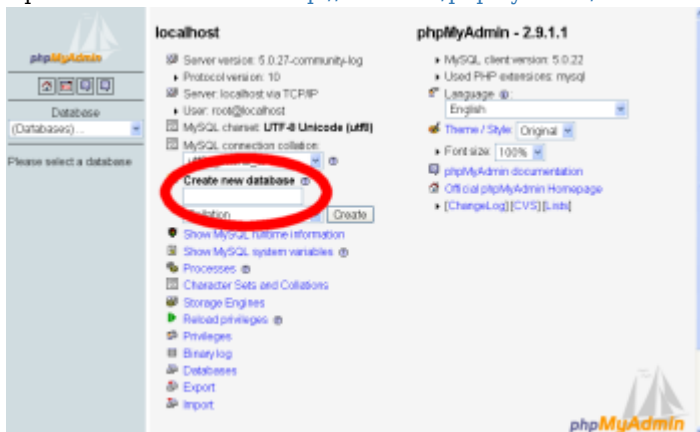 phpMyAdmin
Database
(Databases) ...
Please select a database
localhost
Server version: 5.0.27-community-log
Protocol version: 10
Server: localhost via TCP/IP
User: root@localhost
MySQL charset: UTF-8 Unicode (utf8)
MySQL connection collation:
Create new database
Collation
Create
Show MySQL runtime information
Show MySQL system variables
Processes
Character Sets and Collations
Storage Engines
Reload privileges
Privileges
Binary log
Databases
Export
Import
phpMyAdmin - 2.9.1.1
MySQL client version: 5.0.22
Used PHP extensions: mysql
Language
English
Theme / Style: Original
Font size: 100%
phpMyAdmin documentation
Official phpMyAdmin Homepage
[ChangeLog] [CVS] [Lists]
phpMyAdmin